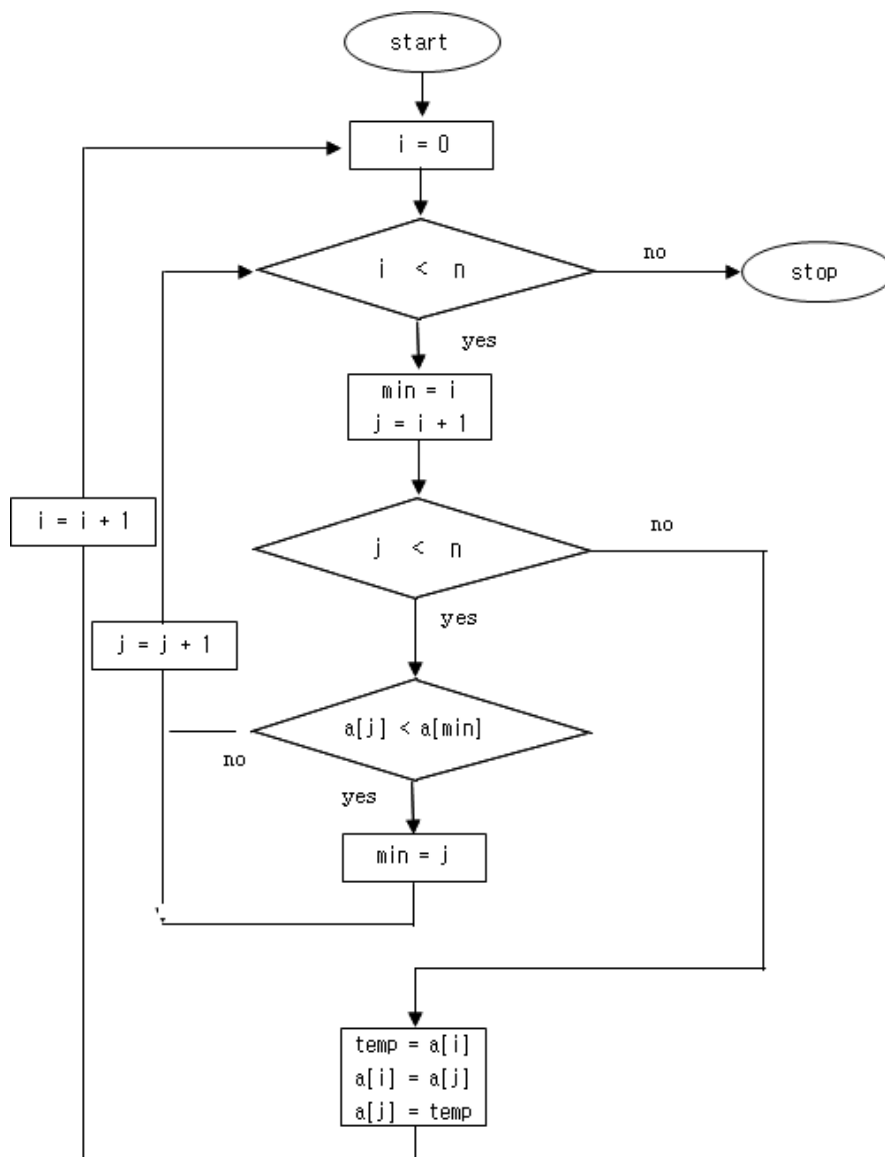 start
i = 0
i < n
no
stop
yes
min = i
j = i + 1
i = i + 1
j < n
no
yes
j = j + 1
a[j] < a[min]
no
yes
min = j
temp = a[i]
a[i] = a[j]
a[j] = temp